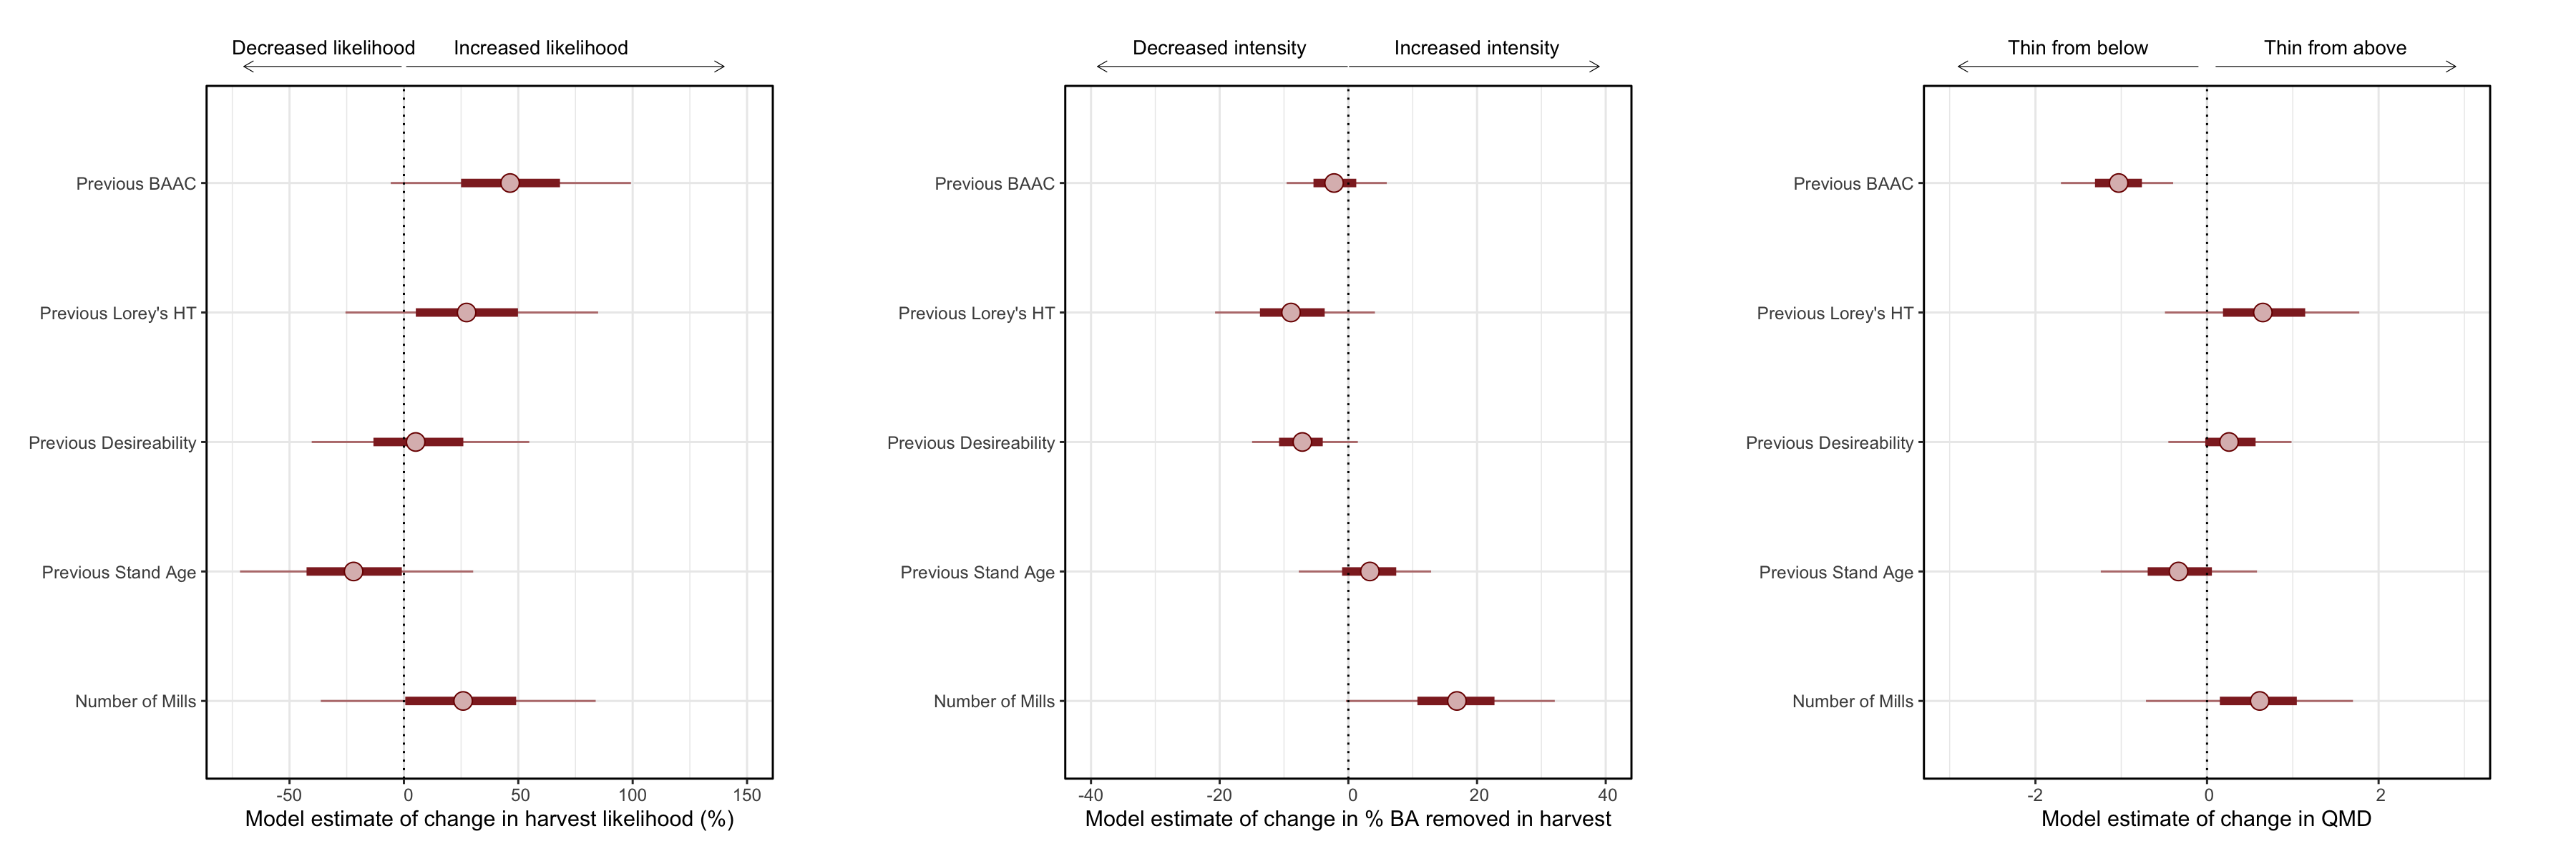 Decreased likelihood Increased likelihood
Previous BAAC
Previous Lorey's HT
Previous Desireability
Previous Stand Age
Number of Mills
-50 0 50 100 150
Model estimate of change in harvest likelihood (%)
Decreased intensity Increased intensity
Previous BAAC
Previous Lorey's HT
Previous Desireability
Previous Stand Age
Number of Mills
-40 -20 0 20 40
Model estimate of change in % BA removed in harvest
Thin from below Thin from above
Previous BAAC
Previous Lorey's HT
Previous Desireability
Previous Stand Age
Number of Mills
-2 0 2
Model estimate of change in QMD